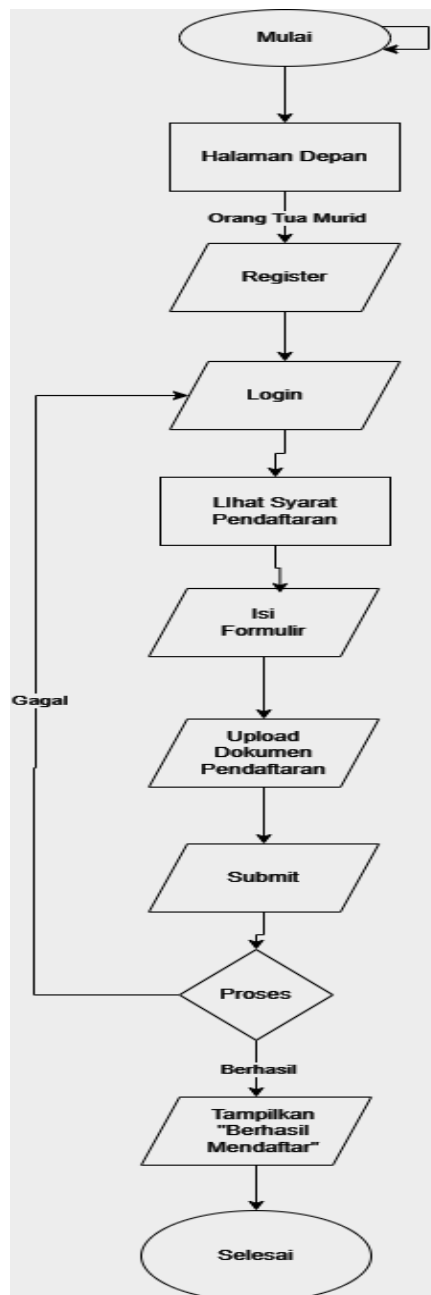 Mulai
Halaman Depan
Orang Tua Murid
Register
Login
LIhat Syarat
Pendaftaran
Isi
Formulir
Gagal
Upload
Dokumen
Pendaftaran
Submit
Proses
Berhasil
Tampilkan
"Berhasil
Mendaftar"
Selesai